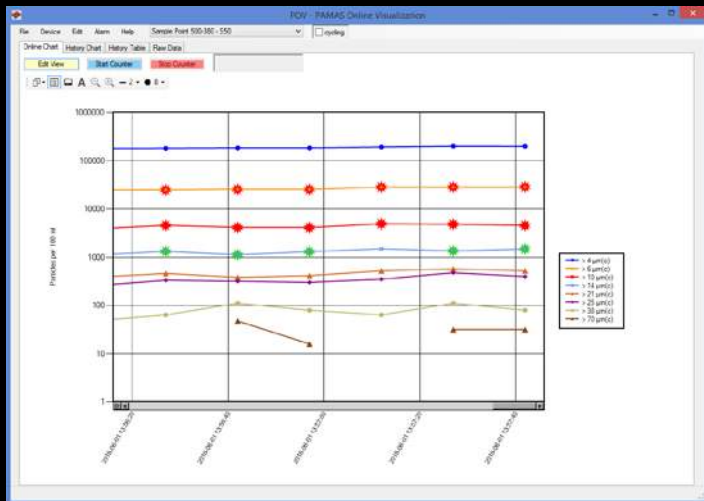 POV - PAMAS Online Visualization
File Device Edit Alarm Help Sample Point 500-380 - 550 cycling
Online Chart History Chart History Table Raw Data
Edit View Start Counter Stop Counter
A 2 8
1000000
100000
10000
1000
100
10
1
Particles per 100 ml
> 4 µm(c)
> 6 µm(c)
> 10 µm(c)
> 14 µm(c)
> 21 µm(c)
> 25 µm(c)
> 38 µm(c)
> 70 µm(c)